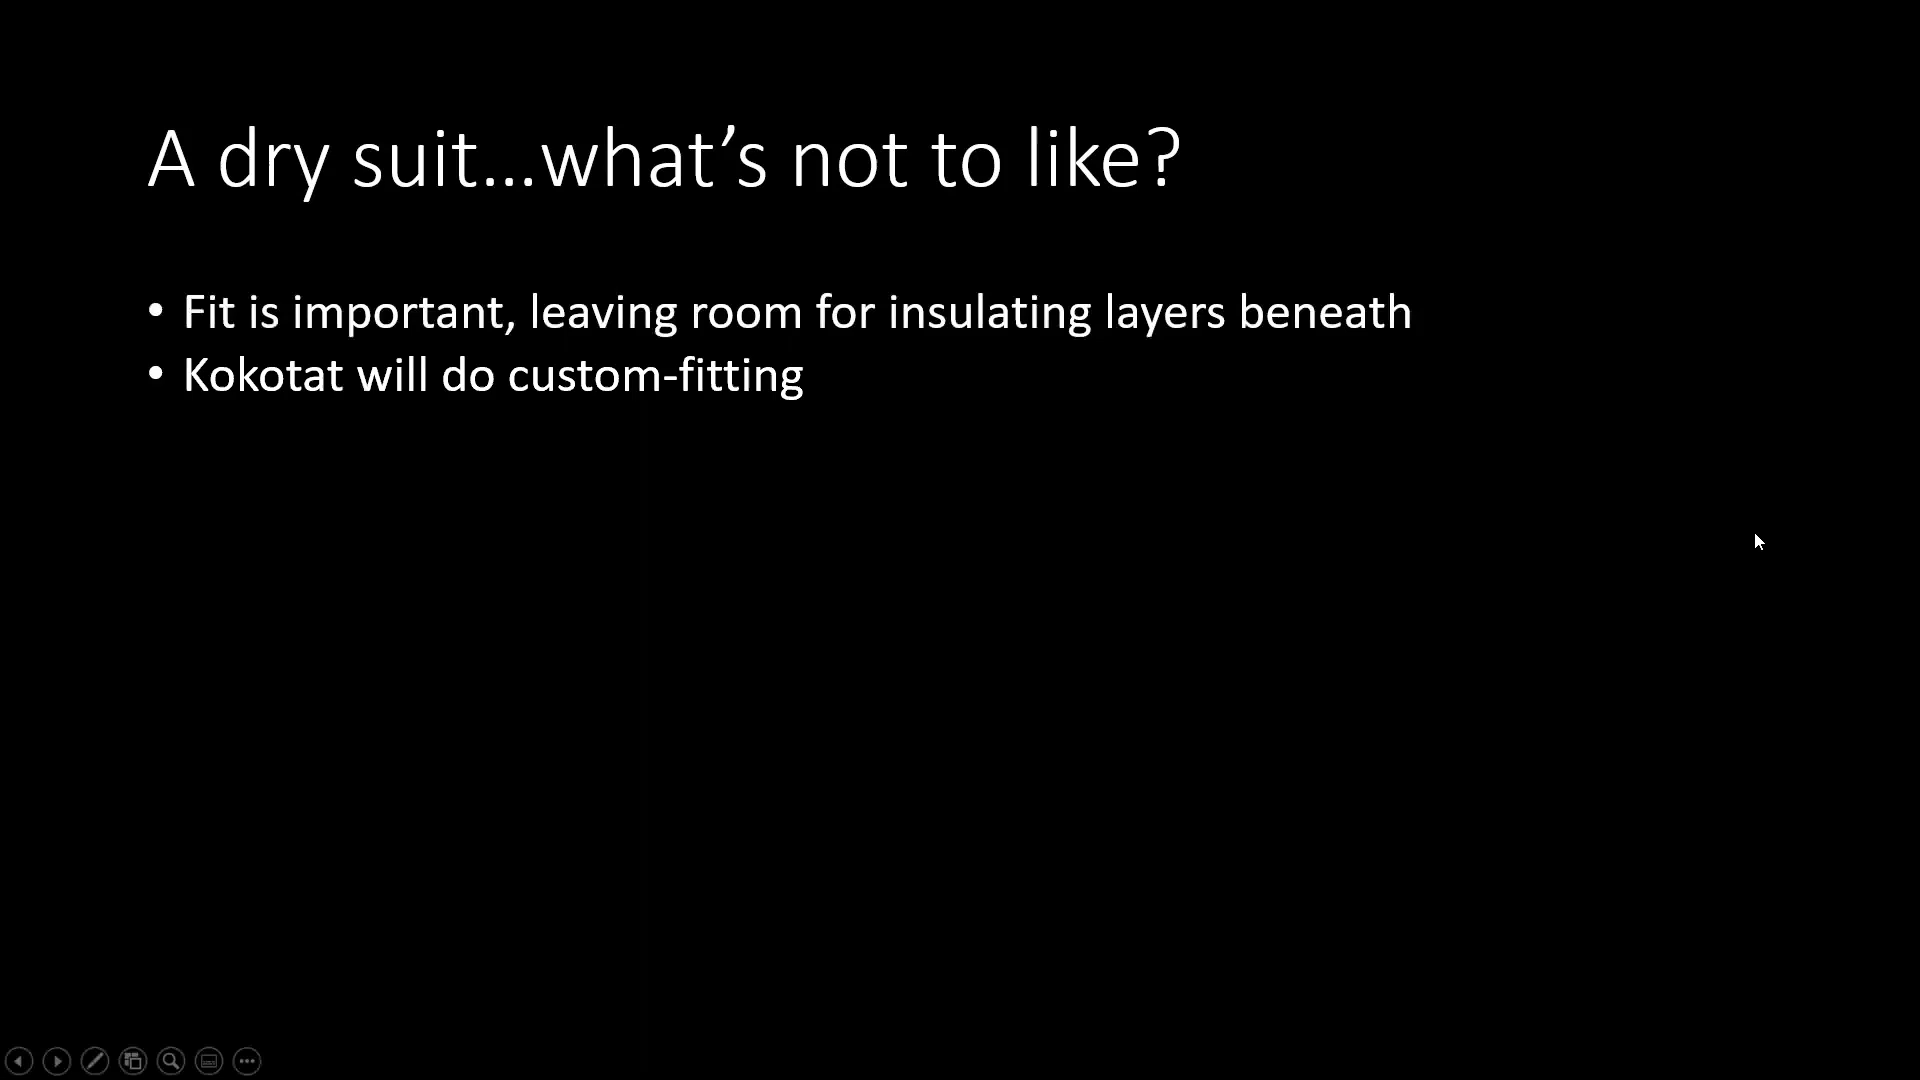 A dry suit...what’s not to like?
• Fit is important, leaving room for insulating layers beneath
• Kokotat will do custom-fitting